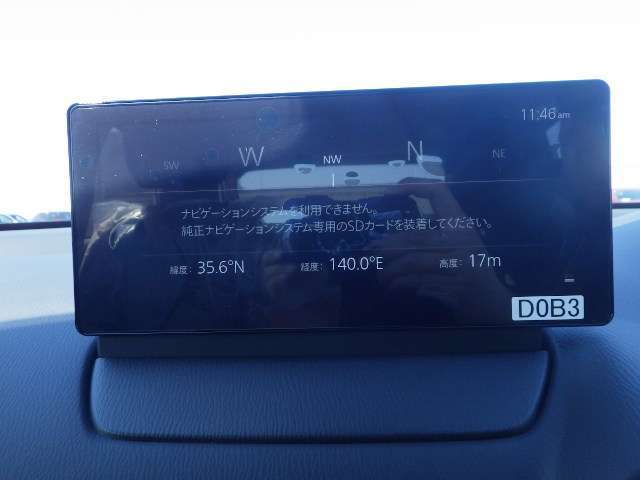 11:46am
SW W NW N NE
ナビゲーションシステムを利用できません。
純正ナビゲーションシステム専用のSDカードを装着してください。
緯度: 35.6°N 経度: 140.0°E 高度: 17m
D0B3